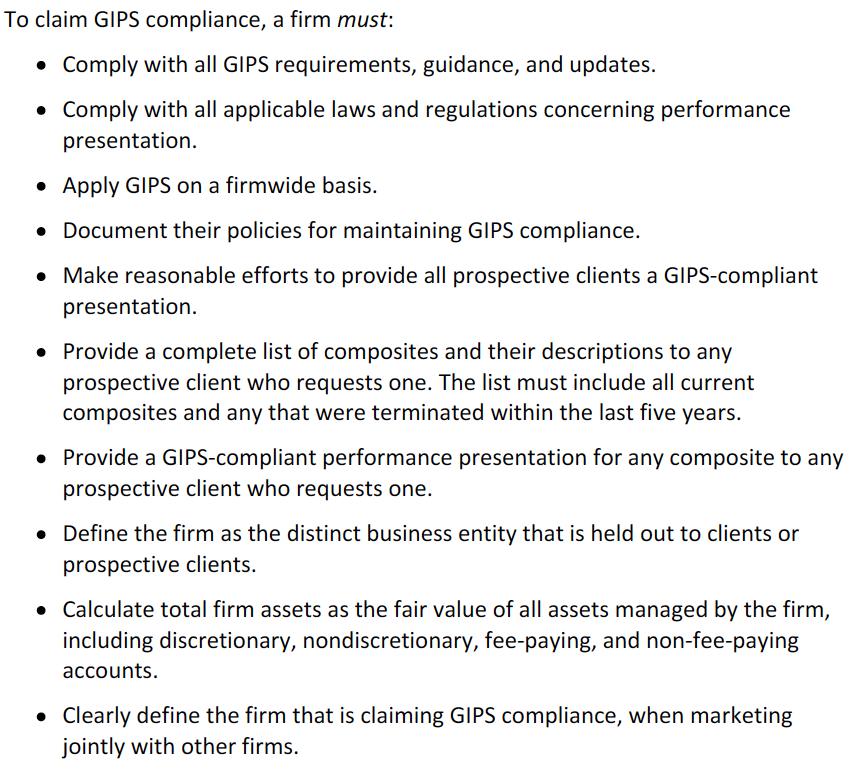 To claim GIPS compliance, a firm must:
• Comply with all GIPS requirements, guidance, and updates.
• Comply with all applicable laws and regulations concerning performance
presentation.
• Apply GIPS on a firmwide basis.
• Document their policies for maintaining GIPS compliance.
• Make reasonable efforts to provide all prospective clients a GIPS-compliant
presentation.
• Provide a complete list of composites and their descriptions to any
prospective client who requests one. The list must include all current
composites and any that were terminated within the last five years.
• Provide a GIPS-compliant performance presentation for any composite to any
prospective client who requests one.
• Define the firm as the distinct business entity that is held out to clients or
prospective clients.
• Calculate total firm assets as the fair value of all assets managed by the firm,
including discretionary, nondiscretionary, fee-paying, and non-fee-paying
accounts.
• Clearly define the firm that is claiming GIPS compliance, when marketing
jointly with other firms.